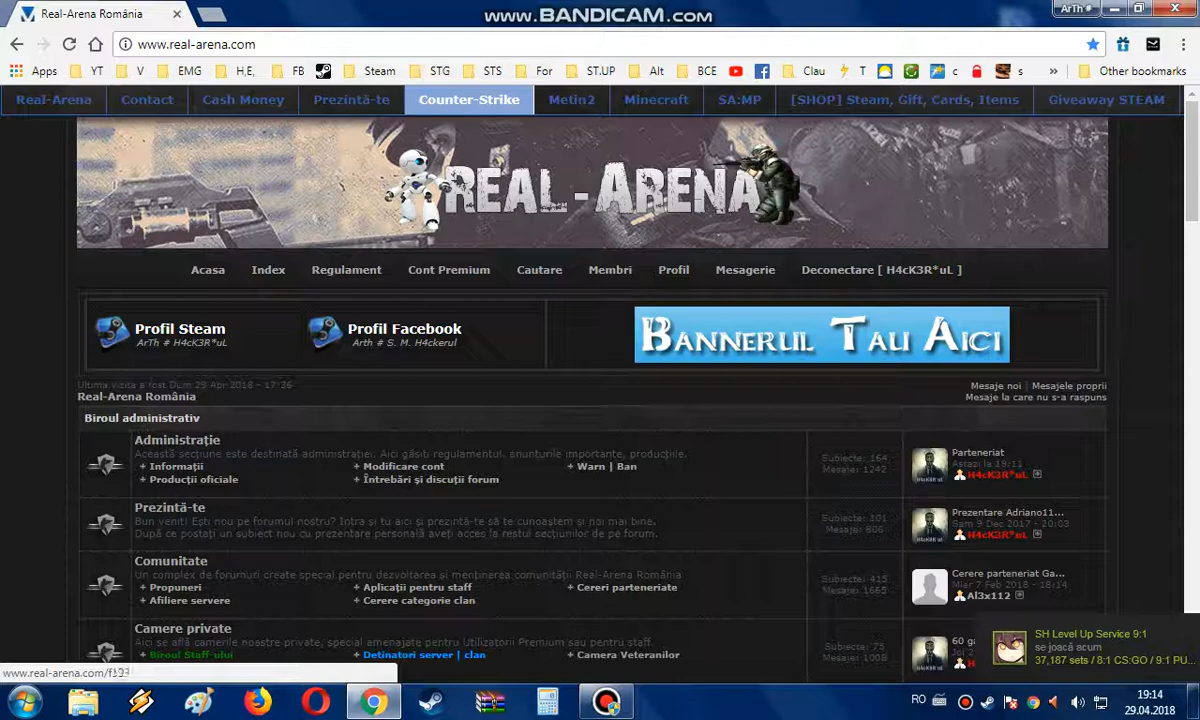 www.BANDICAM.com
Real-Arena România
ArTh #
www.real-arena.com
Apps YT V EMG H,E, FB Steam STG STS For ST.UP Alt BCE Clau T c s » Other bookmarks
Real-Arena Contact Cash Money Prezintă-te Counter-Strike Metin2 Minecraft SA:MP [SHOP] Steam, Gift, Cards, Items Giveaway STEAM
REAL-ARENA
Acasa Index Regulament Cont Premium Cautare Membri Profil Mesagerie Deconectare [ H4cK3R*uL ]
Profil Steam
ArTh # H4cK3R*uL
Profil Facebook
Arth # S. M. H4ckerul
BANNERUL TAU AICI
Ultima vizita a fost Dum 29 Apr 2018 - 17:36
Mesaje noi | Mesajele proprii
Real-Arena România
Mesaje la care nu s-a raspuns
Biroul administrativ
Administrație
Această secțiune este destinată administrației. Aici găsiți regulamentul, anunturile importante, producțiile.
+ Informații + Modificare cont + Warn | Ban
+ Producții oficiale + Întrebări și discuții forum
Subiecte: 164
Mesaje: 1242
Parteneriat
Astazi la 19:11
H4cK3R*uL
Prezintă-te
Bun venit! Ești nou pe forumul nostru? Intra și tu aici și prezintă-te să te cunoaștem și noi mai bine.
După ce postați un subiect nou cu prezentare personală aveți acces la restul secțiunilor de pe forum.
Subiecte: 101
Mesaje: 806
Prezentare Adriano11...
Sam 9 Dec 2017 - 20:03
H4cK3R*uL
Comunitate
Un complex de forumuri create special pentru dezvoltarea și menținerea comunității Real-Arena România
+ Propuneri + Aplicații pentru staff + Cereri parteneriate
+ Afiliere servere + Cerere categorie clan
Subiecte: 415
Mesaje: 1665
Cerere parteneriat Ga...
Mier 7 Feb 2018 - 18:14
Al3x112
Camere private
Aici se află camerile noastre private, special amenajate pentru Utilizatorii Premium sau pentru staff.
+ Biroul Staff-ului + Detinatori server | clan + Camera Veteranilor
Subiecte: 75
Mesaje: 1008
SH Level Up Service 9:1
se joacă acum
37,187 sets / 8:1 CS:GO / 9:1 PU...
www.real-arena.com/f123
RO
19:14
29.04.2018